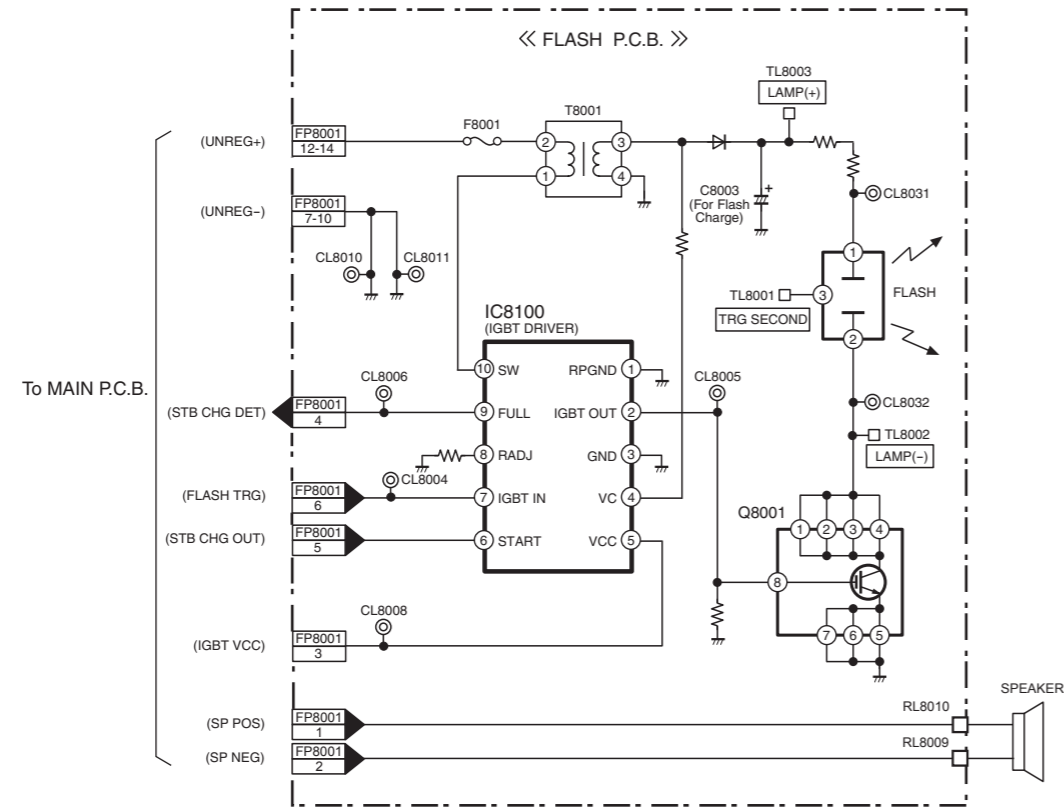 ≪ FLASH P.C.B. ≫
TL8003
LAMP(+)
(UNREG+)
FP8001
12-14
F8001
T8001
2
3
1
4
C8003
(For Flash
Charge)
+
CL8031
(UNREG-)
FP8001
7-10
CL8010
CL8011
1
TL8001
3
FLASH
TRG SECOND
2
IC8100
(IGBT DRIVER)
To MAIN P.C.B.
10 SW
RPGND 1
CL8006
CL8005
(STB CHG DET)
FP8001
4
9 FULL
IGBT OUT 2
CL8032
TL8002
LAMP(-)
8 RADJ
GND 3
CL8004
(FLASH TRG)
FP8001
6
7 IGBT IN
VC 4
Q8001
1 2 3 4
(STB CHG OUT)
FP8001
5
6 START
VCC 5
8
CL8008
(IGBT VCC)
FP8001
3
7 6 5
SPEAKER
(SP POS)
FP8001
1
RL8010
(SP NEG)
FP8001
2
RL8009